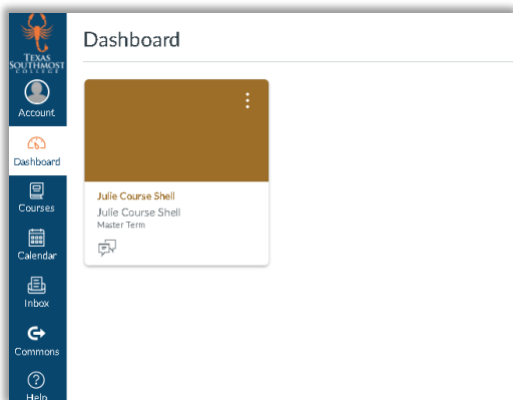 Dashboard
TEXAS
SOUTHMOST
COLLEGE
Account
Dashboard
Courses
Calendar
Inbox
Commons
Help
Julie Course Shell
Julie Course Shell
Master Term